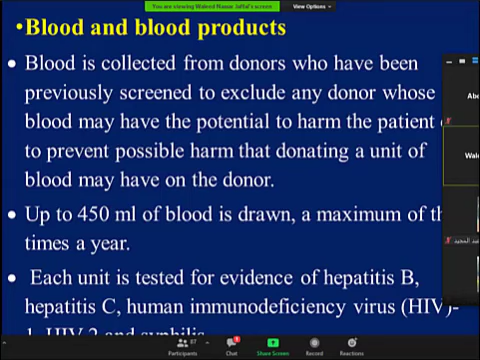 You are viewing Waleed Nassar Jaffal's screen
View Options
•Blood and blood products
• Blood is collected from donors who have been
previously screened to exclude any donor whose
blood may have the potential to harm the patient
to prevent possible harm that donating a unit of
blood may have on the donor.
• Up to 450 ml of blood is drawn, a maximum of
times a year.
• Each unit is tested for evidence of hepatitis B,
hepatitis C, human immunodeficiency virus (HIV)-
1, HIV-2 and syphilis
97
Participants
Chat
Share Screen
Record
Reactions